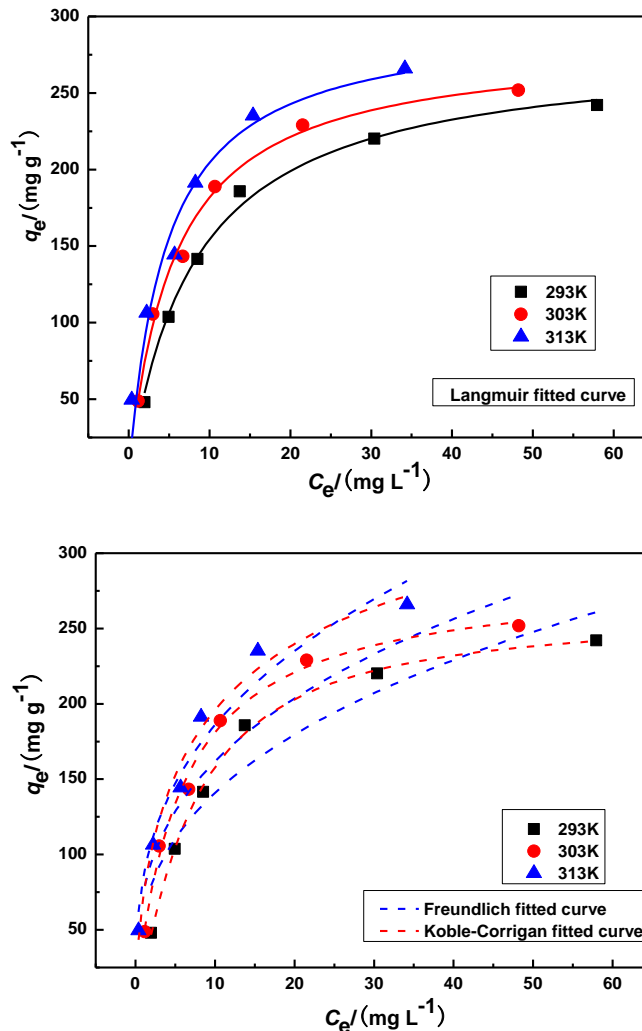 300
250
200
150
100
50
0 10 20 30 40 50 60
qe/(mg g-1)
Ce/(mg L-1)
293K
303K
313K
Langmuir fitted curve
300
250
200
150
100
50
0 10 20 30 40 50 60
qe/(mg g-1)
Ce/(mg L-1)
293K
303K
313K
Freundlich fitted curve
Koble-Corrigan fitted curve